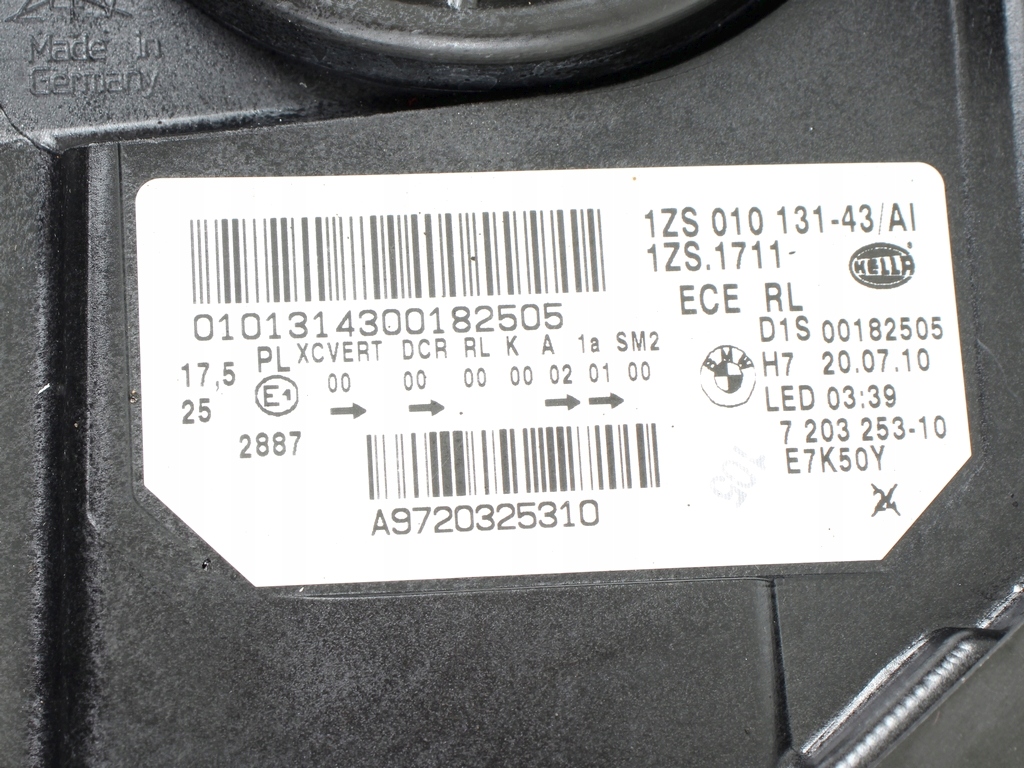 Made in
Germany
1ZS 010 131-43/AI
1ZS.1711-
HELLA
ECE RL
0101314300182505
D1S 00182505
PL XCVERT DCR RL K A 1a SM2
17,5
25
E1
00 00 00 00 02 01 00
2887
BMW
H7 20.07.10
LED 03:39
7 203 253-10
E7K50Y
A9720325310